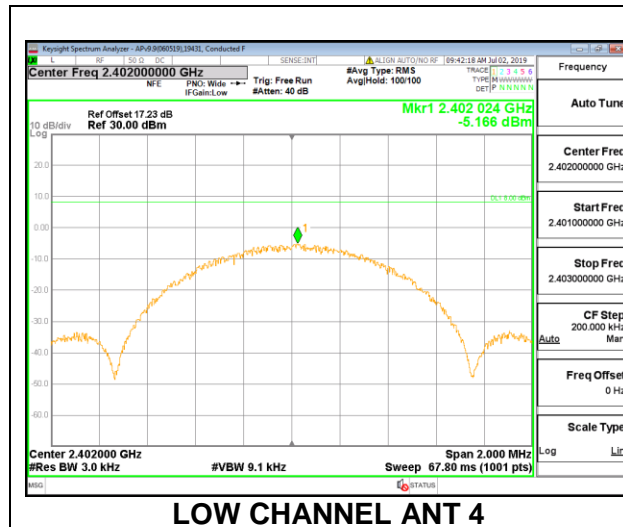 Keysight Spectrum Analyzer - APv9.9(060519),19431, Conducted F
L RF 50 Ω DC SENSE:INT ALIGN AUTO/NO RF 09:42:18 AM Jul 02, 2019
Center Freq 2.402000000 GHz
NFE
PNO: Wide
IFGain:Low
Trig: Free Run
#Atten: 40 dB
#Avg Type: RMS
Avg|Hold: 100/100
TRACE 1 2 3 4 5 6
TYPE M W W W W W
DET P N N N N N
Frequency
Ref Offset 17.23 dB
Ref 30.00 dBm
10 dB/div
Log
Mkr1 2.402 024 GHz
-5.166 dBm
20.0
10.0
0.00
-10.0
-20.0
-30.0
-40.0
-50.0
-60.0
DL1 8.00 dBm
1
Auto Tune
Center Freq
2.402000000 GHz
Start Freq
2.401000000 GHz
Stop Freq
2.403000000 GHz
CF Step
200.000 kHz
Auto Man
Freq Offset
0 Hz
Scale Type
Log Lin
Center 2.402000 GHz
Span 2.000 MHz
#Res BW 3.0 kHz
#VBW 9.1 kHz
Sweep 67.80 ms (1001 pts)
MSG
STATUS
LOW CHANNEL ANT 4